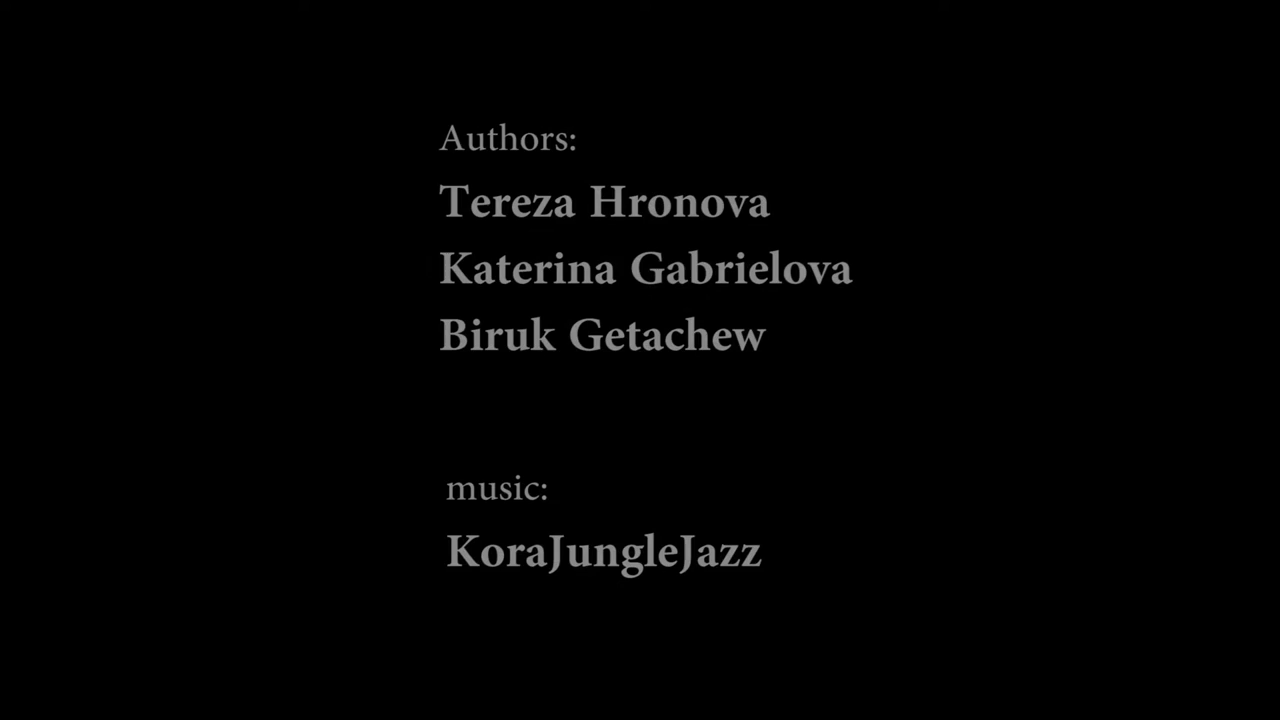 Authors:
Tereza Hronova
Katerina Gabrielova
Biruk Getachew
music:
KoraJungleJazz